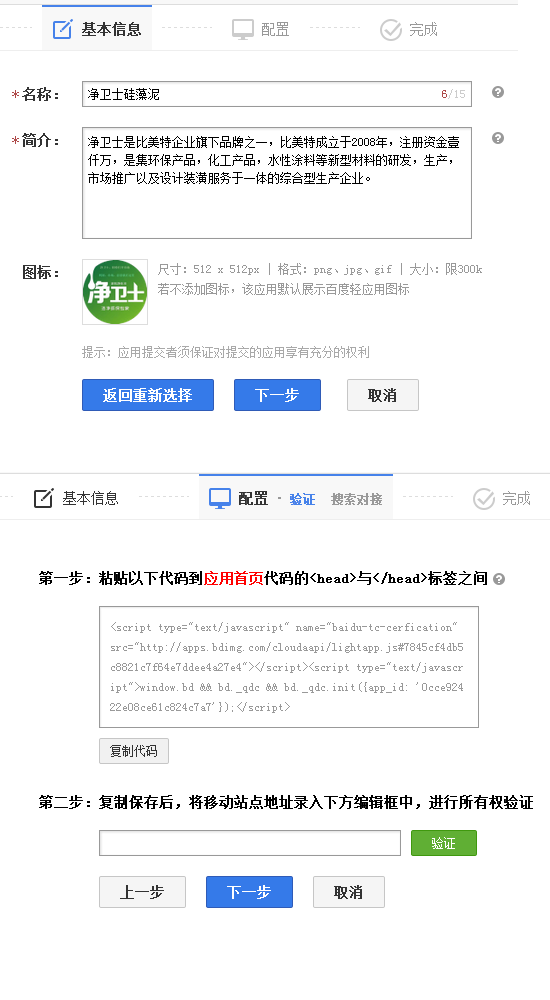 基本信息
配置
完成
*名称：
净卫士硅藻泥
6/15
*简介：
净卫士是比美特企业旗下品牌之一，比美特成立于2008年，注册资金壹
仟万，是集环保产品，化工产品，水性涂料等新型材料的研发，生产，
市场推广以及设计装潢服务于一体的综合型生产企业。
图标：
净卫士
尺寸：512 x 512px | 格式：png、jpg、gif | 大小：限300k
若不添加图标，该应用默认展示百度轻应用图标
提示：应用提交者须保证对提交的应用享有充分的权利
返回重新选择
下一步
取消
基本信息
配置 - 验证 搜索对接
完成
第一步：粘贴以下代码到应用首页代码的<head>与</head>标签之间
<script type="text/javascript" name="baidu-tc-cerfication"
src="http://apps.bdimg.com/cloudaapi/lightapp.js#7845cf4db5
c8821c7f64e7ddee4a27e4"></script><script type="text/javascr
ipt">window.bd && bd._qdc && bd._qdc.init({app_id: '0cce924
22e08ce61c824c7a7'});</script>
复制代码
第二步：复制保存后，将移动站点地址录入下方编辑框中，进行所有权验证
验证
上一步
下一步
取消